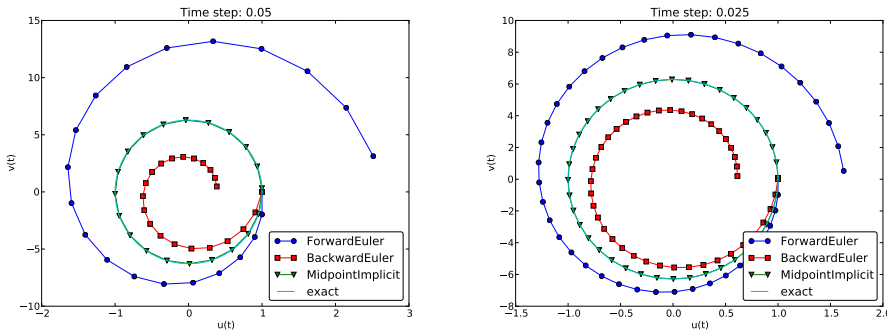 Time step: 0.05
15
10
5
0
−5
−10
v(t)
−2
−1
0
1
2
3
u(t)
ForwardEuler
BackwardEuler
MidpointImplicit
exact
Time step: 0.025
10
8
6
4
2
0
−2
−4
−6
−8
v(t)
−1.5
−1.0
−0.5
0.0
0.5
1.0
1.5
2.0
u(t)
ForwardEuler
BackwardEuler
MidpointImplicit
exact